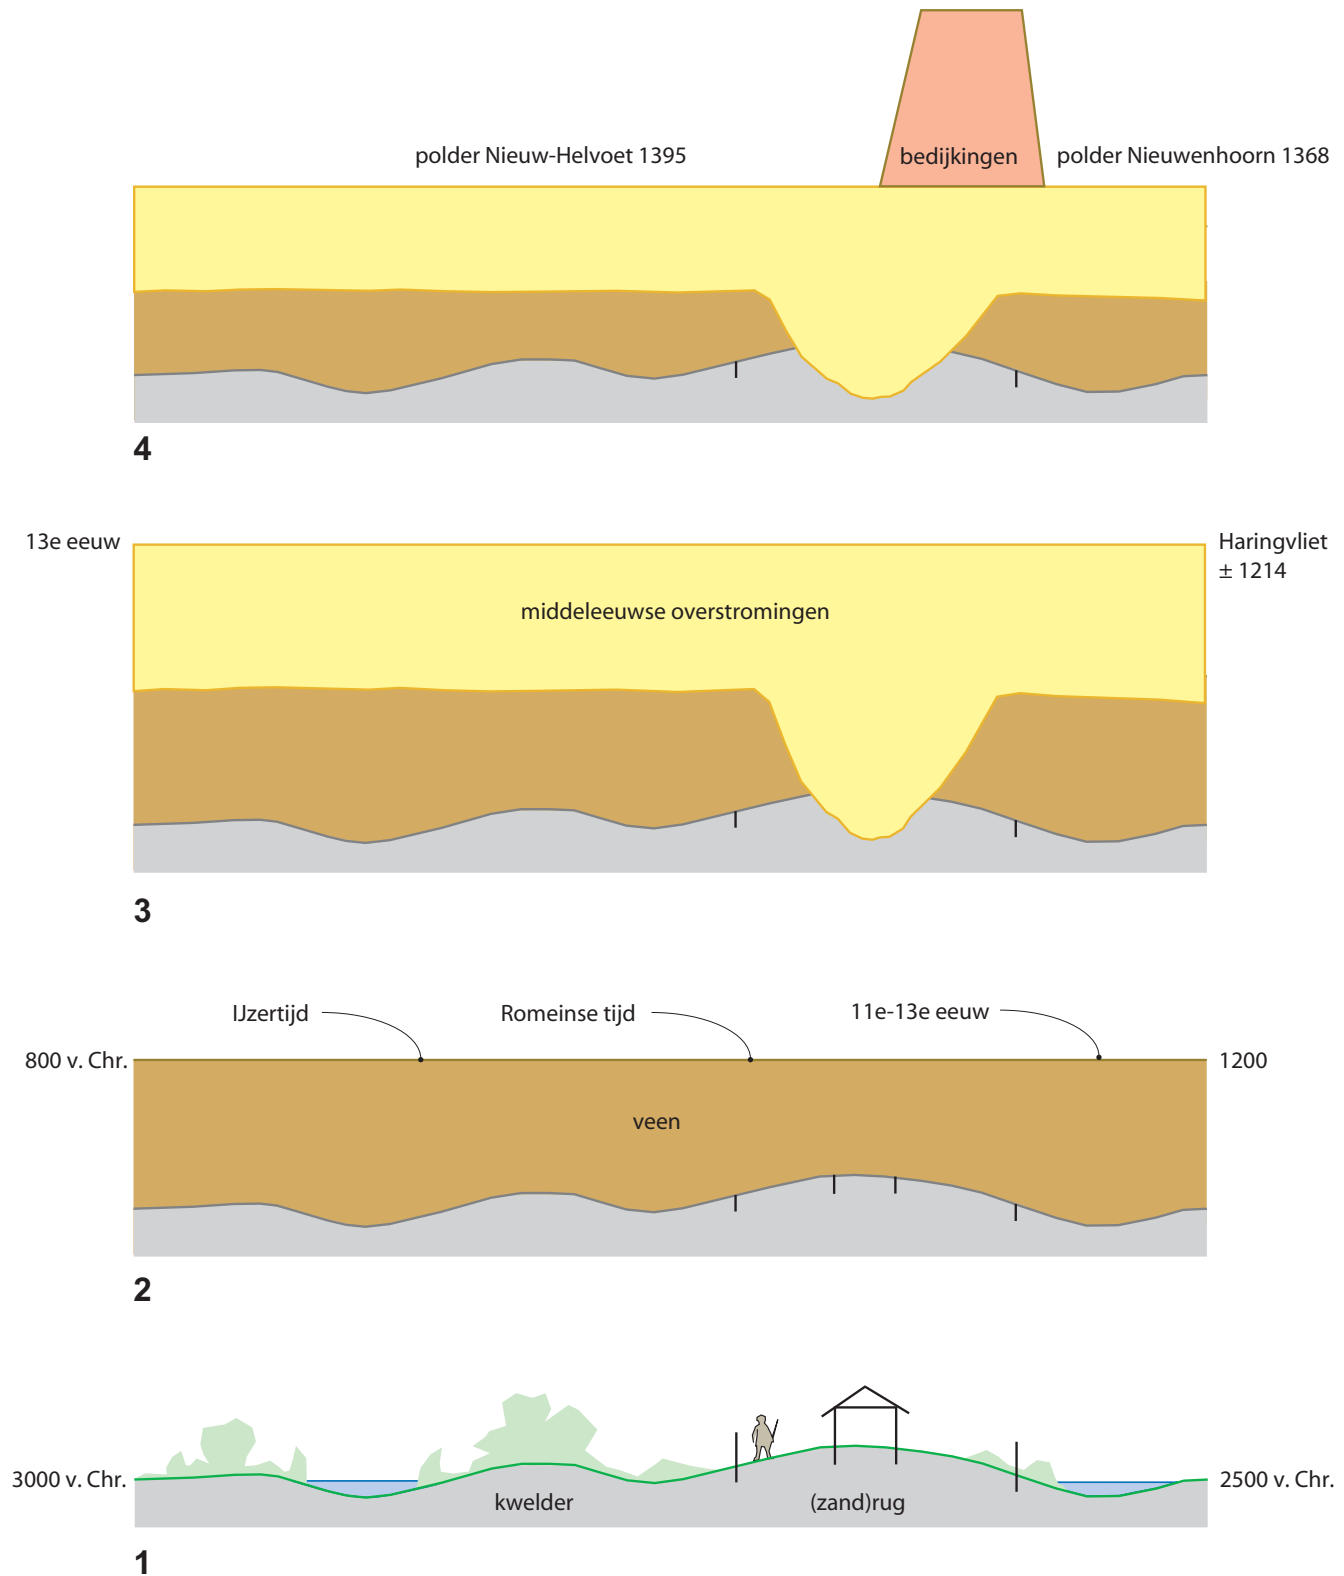 polder Nieuw-Helvoet 1395
bedijkingen
polder Nieuwenhoorn 1368
4
13e eeuw
Haringvliet
± 1214
middeleeuwse overstromingen
3
IJzertijd
Romeinse tijd
11e-13e eeuw
800 v. Chr.
1200
veen
2
3000 v. Chr.
2500 v. Chr.
kwelder
(zand)rug
1